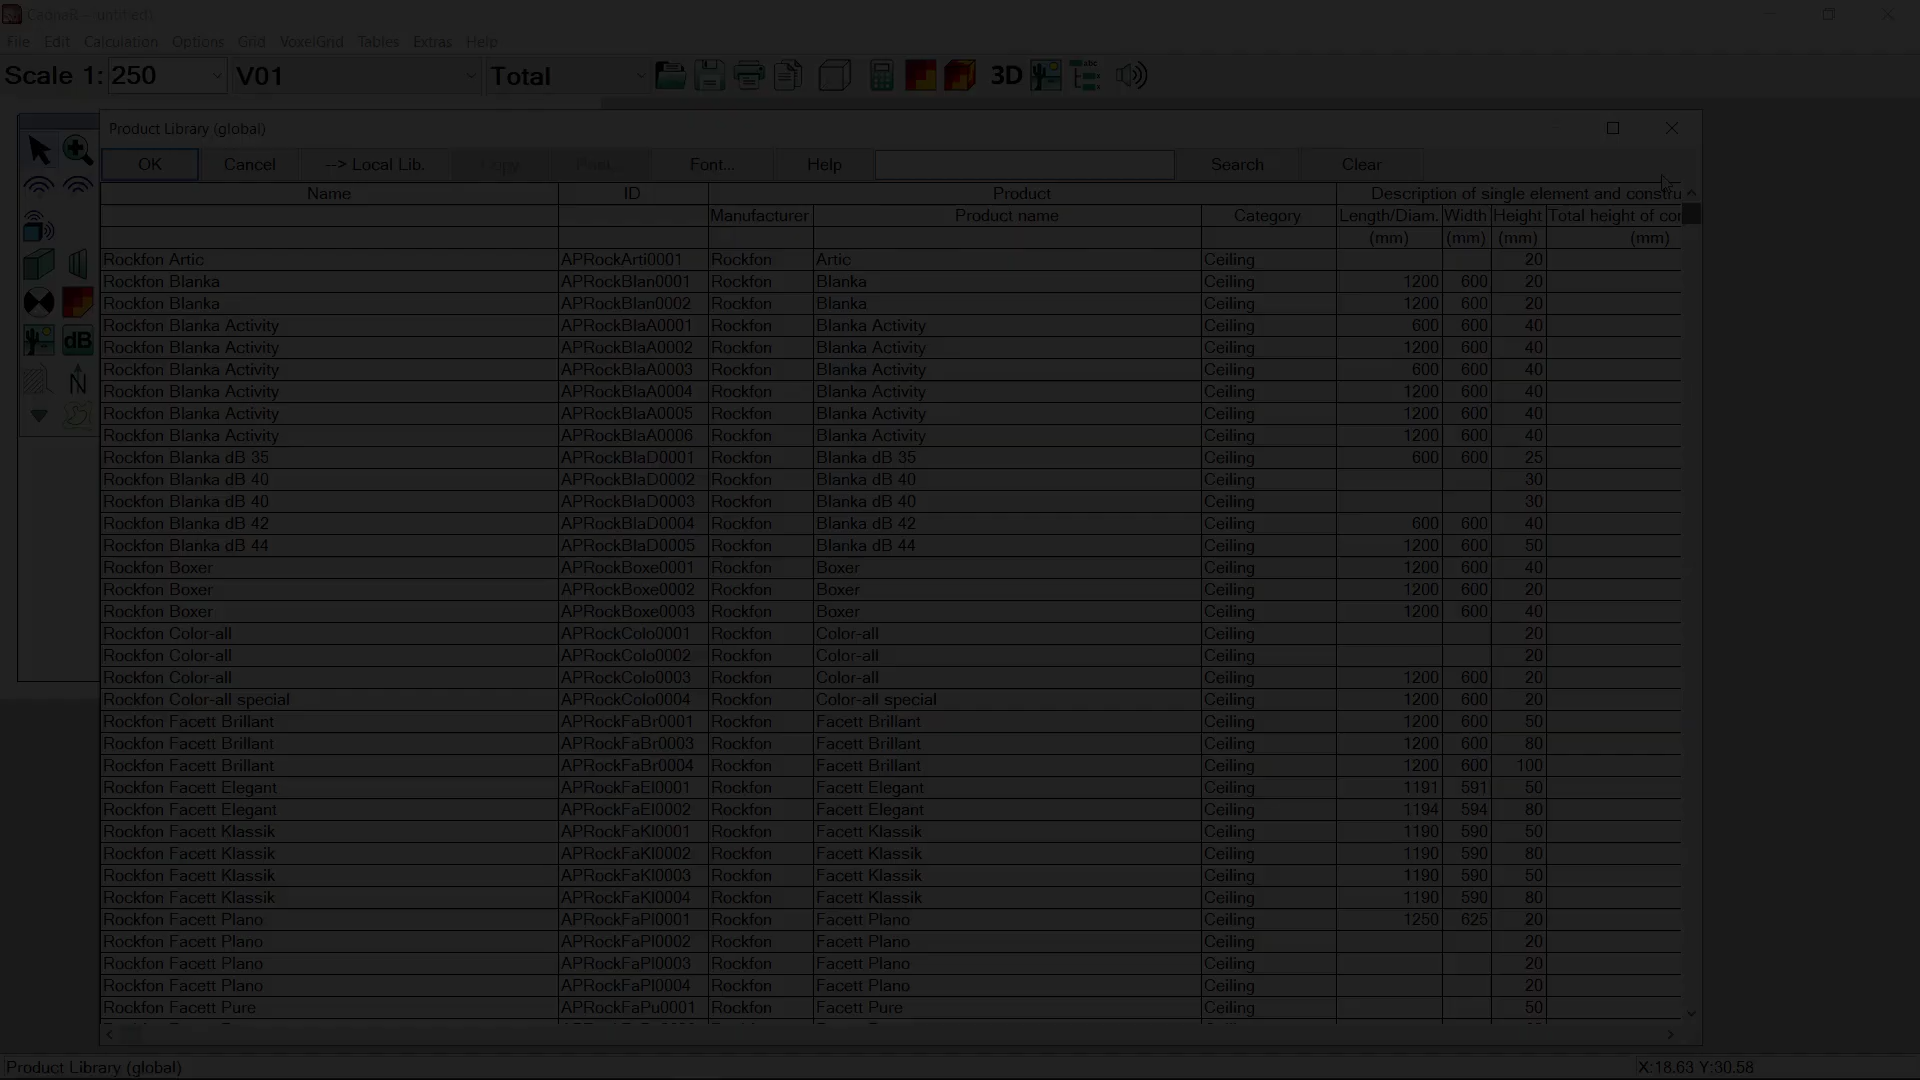 CadnaR - (untitled)
File Edit Calculation Options Grid VoxelGrid Tables Extras Help
Scale 1: 250 V01 Total 3D
Product Library (global)
OK Cancel --> Local Lib. Copy Print... Font... Help Search Clear
Name ID Product Description of single element and constru
Manufacturer Product name Category Length/Diam. Width Height Total height of cor
(mm) (mm) (mm) (mm)
Rockfon Artic APRockArti0001 Rockfon Artic Ceiling 20
Rockfon Blanka APRockBlan0001 Rockfon Blanka Ceiling 1200 600 20
Rockfon Blanka APRockBlan0002 Rockfon Blanka Ceiling 1200 600 20
Rockfon Blanka Activity APRockBlaA0001 Rockfon Blanka Activity Ceiling 600 600 40
Rockfon Blanka Activity APRockBlaA0002 Rockfon Blanka Activity Ceiling 1200 600 40
Rockfon Blanka Activity APRockBlaA0003 Rockfon Blanka Activity Ceiling 600 600 40
Rockfon Blanka Activity APRockBlaA0004 Rockfon Blanka Activity Ceiling 1200 600 40
Rockfon Blanka Activity APRockBlaA0005 Rockfon Blanka Activity Ceiling 1200 600 40
Rockfon Blanka Activity APRockBlaA0006 Rockfon Blanka Activity Ceiling 1200 600 40
Rockfon Blanka dB 35 APRockBlaD0001 Rockfon Blanka dB 35 Ceiling 600 600 25
Rockfon Blanka dB 40 APRockBlaD0002 Rockfon Blanka dB 40 Ceiling 30
Rockfon Blanka dB 40 APRockBlaD0003 Rockfon Blanka dB 40 Ceiling 30
Rockfon Blanka dB 42 APRockBlaD0004 Rockfon Blanka dB 42 Ceiling 600 600 40
Rockfon Blanka dB 44 APRockBlaD0005 Rockfon Blanka dB 44 Ceiling 1200 600 50
Rockfon Boxer APRockBoxe0001 Rockfon Boxer Ceiling 1200 600 40
Rockfon Boxer APRockBoxe0002 Rockfon Boxer Ceiling 1200 600 20
Rockfon Boxer APRockBoxe0003 Rockfon Boxer Ceiling 1200 600 40
Rockfon Color-all APRockColo0001 Rockfon Color-all Ceiling 20
Rockfon Color-all APRockColo0002 Rockfon Color-all Ceiling 20
Rockfon Color-all APRockColo0003 Rockfon Color-all Ceiling 1200 600 20
Rockfon Color-all special APRockColo0004 Rockfon Color-all special Ceiling 1200 600 20
Rockfon Facett Brillant APRockFaBr0001 Rockfon Facett Brillant Ceiling 1200 600 50
Rockfon Facett Brillant APRockFaBr0003 Rockfon Facett Brillant Ceiling 1200 600 80
Rockfon Facett Brillant APRockFaBr0004 Rockfon Facett Brillant Ceiling 1200 600 100
Rockfon Facett Elegant APRockFaEl0001 Rockfon Facett Elegant Ceiling 1191 591 50
Rockfon Facett Elegant APRockFaEl0002 Rockfon Facett Elegant Ceiling 1194 594 80
Rockfon Facett Klassik APRockFaKl0001 Rockfon Facett Klassik Ceiling 1190 590 50
Rockfon Facett Klassik APRockFaKl0002 Rockfon Facett Klassik Ceiling 1190 590 80
Rockfon Facett Klassik APRockFaKl0003 Rockfon Facett Klassik Ceiling 1190 590 50
Rockfon Facett Klassik APRockFaKl0004 Rockfon Facett Klassik Ceiling 1190 590 80
Rockfon Facett Plano APRockFaPl0001 Rockfon Facett Plano Ceiling 1250 625 20
Rockfon Facett Plano APRockFaPl0002 Rockfon Facett Plano Ceiling 20
Rockfon Facett Plano APRockFaPl0003 Rockfon Facett Plano Ceiling 20
Rockfon Facett Plano APRockFaPl0004 Rockfon Facett Plano Ceiling 20
Rockfon Facett Pure APRockFaPu0001 Rockfon Facett Pure Ceiling 50
dB
N
Product Library (global) X:18.63 Y:30.58